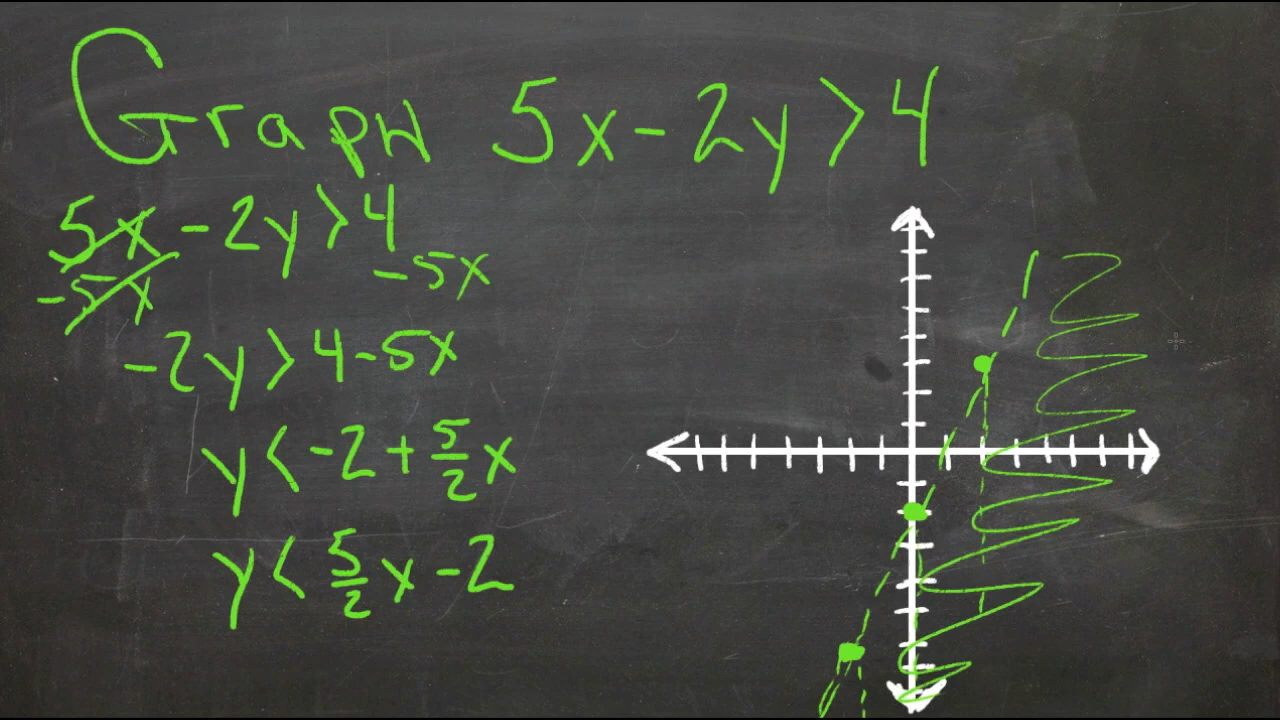 Graph 5x-2y>4
5x-2y>4
-5x -5x
-2y>4-5x
y<-2+5/2x
y<5/2x-2